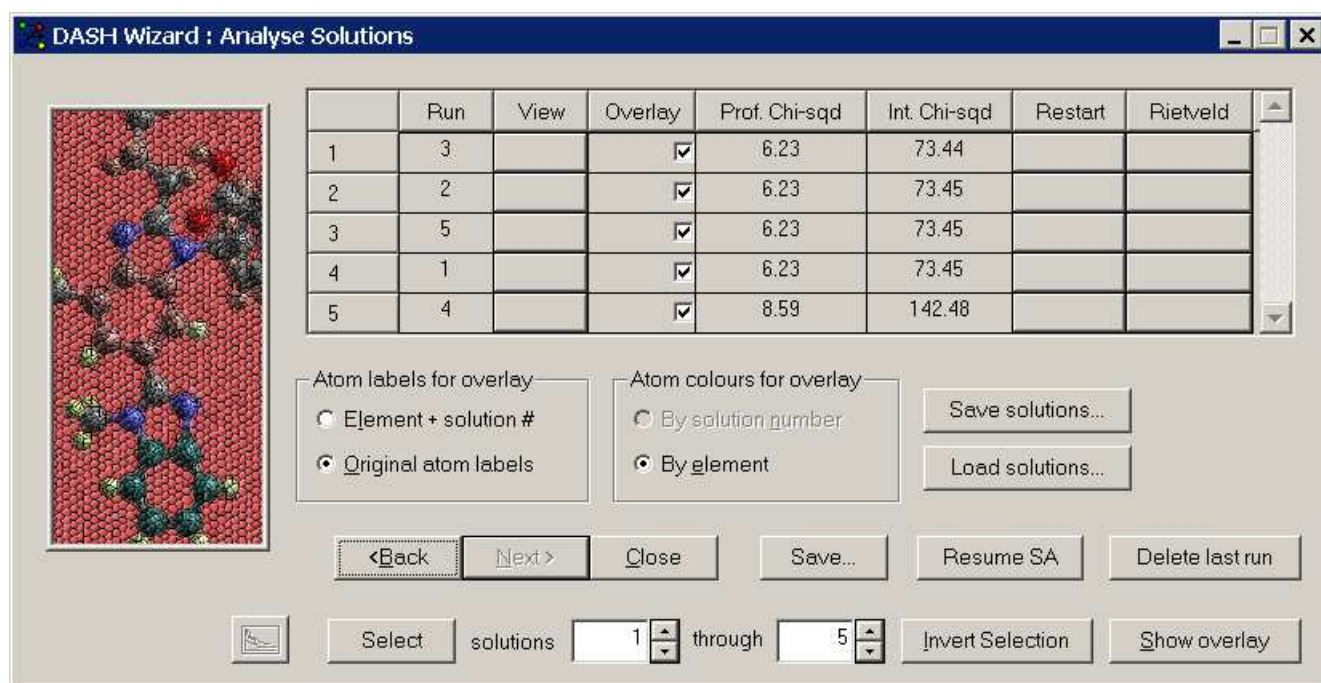 DASH Wizard : Analyse Solutions
Run View Overlay Prof. Chi-sqd Int. Chi-sqd Restart Rietveld
1 3 6.23 73.44
2 2 6.23 73.45
3 5 6.23 73.45
4 1 6.23 73.45
5 4 8.59 142.48
Atom labels for overlay Atom colours for overlay
Element + solution # By solution number Save solutions...
Original atom labels By element Load solutions...
<Back Next> Close Save... Resume SA Delete last run
Select solutions 1 through 5 Invert Selection Show overlay